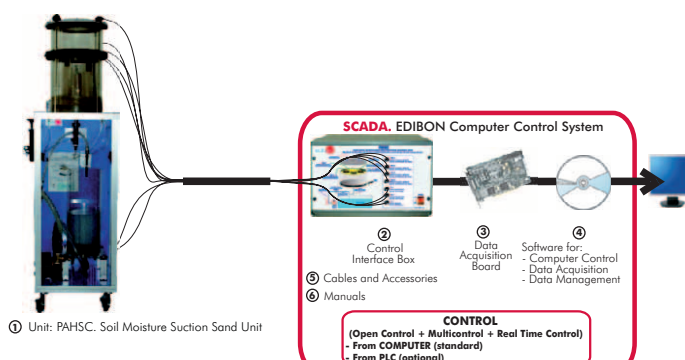 SCADA. EDIBON Computer Control System
② Control Interface Box
③ Data Acquisition Board
④ Software for:
- Computer Control
- Data Acquisition
- Data Management
⑤ Cables and Accessories
⑥ Manuals
① Unit: PAHSC. Soil Moisture Suction Sand Unit
CONTROL
(Open Control + Multicontrol + Real Time Control)
- From COMPUTER (standard)
- From PLC (optional)